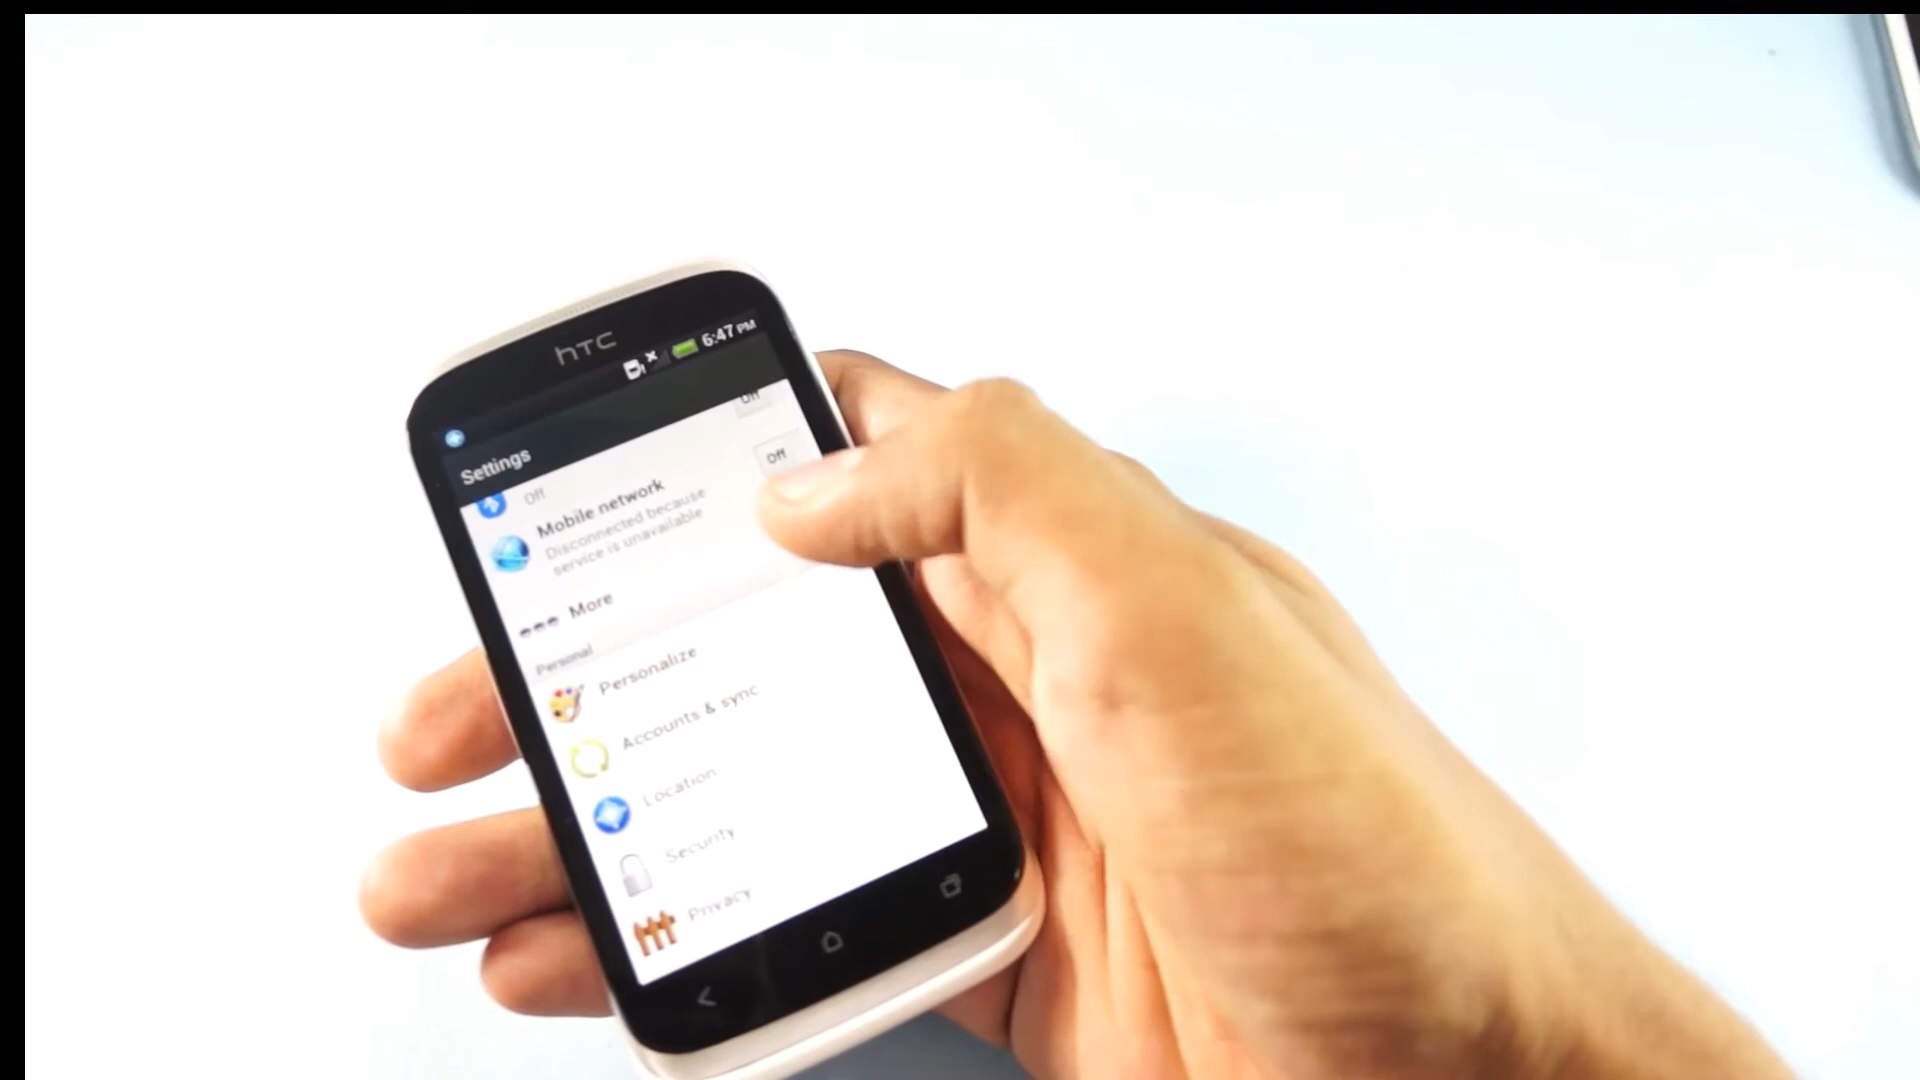 htc
6:47 PM
Settings
Off
Off
Mobile network
Off
Disconnected because
service is unavailable
More
Personal
Personalize
Accounts & sync
Location
Security
Privacy